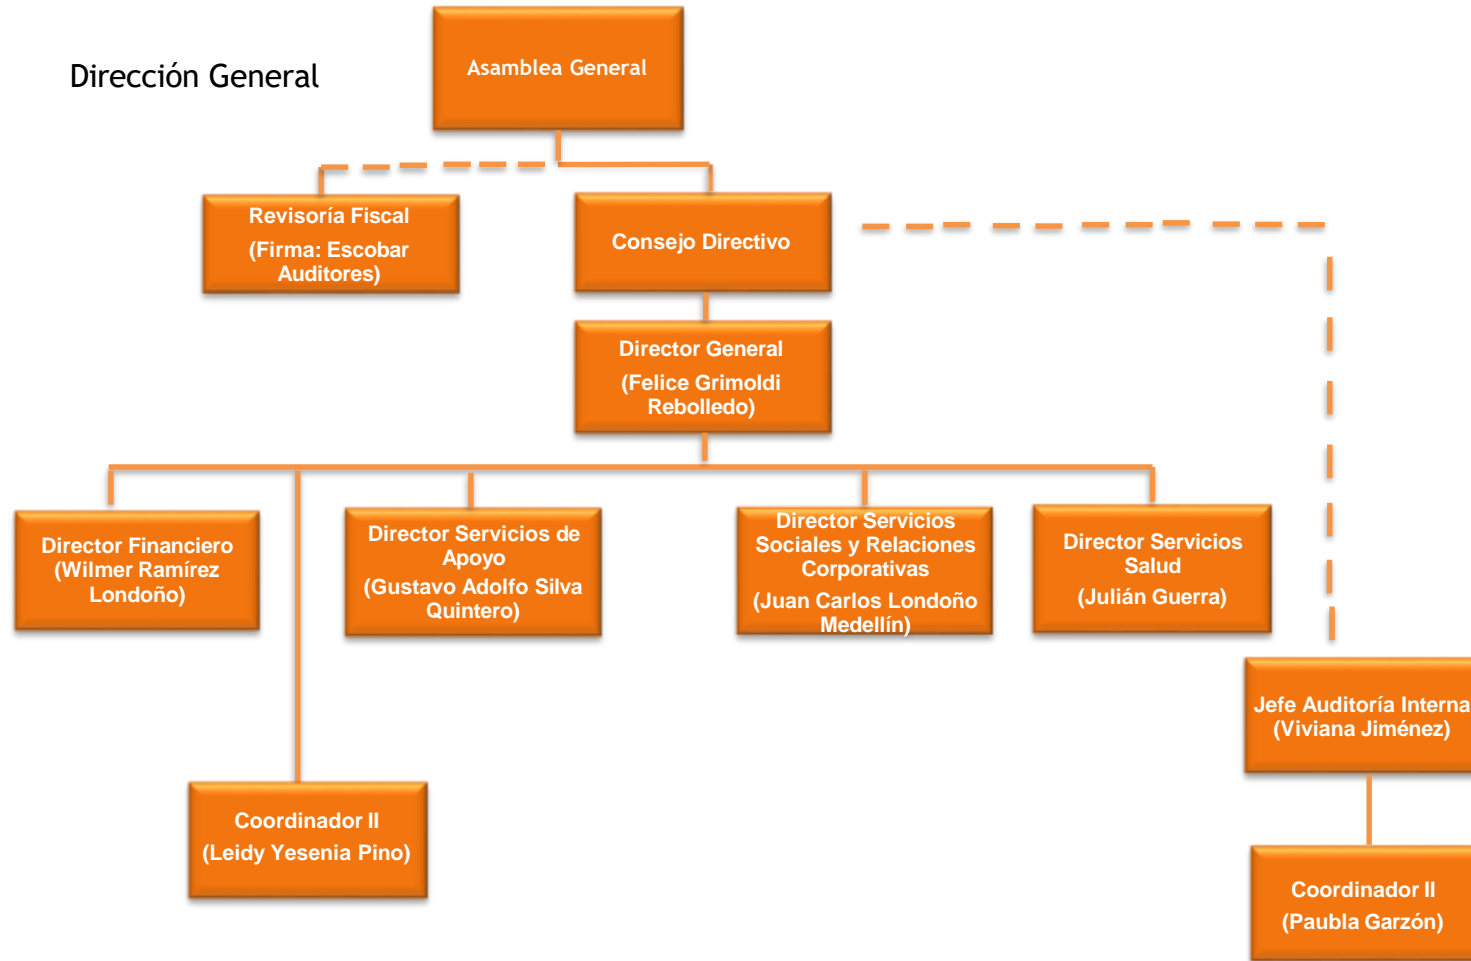 Dirección General
Asamblea General
Revisoría Fiscal
(Firma: Escobar
Auditores)
Consejo Directivo
Director General
(Felice Grimoldi
Rebolledo)
Director Financiero
(Wilmer Ramírez
Londoño)
Director Servicios de
Apoyo
(Gustavo Adolfo Silva
Quintero)
Director Servicios
Sociales y Relaciones
Corporativas
(Juan Carlos Londoño
Medellín)
Director Servicios
Salud
(Julián Guerra)
Jefe Auditoría Interna
(Viviana Jiménez)
Coordinador II
(Leidy Yesenia Pino)
Coordinador II
(Paubla Garzón)